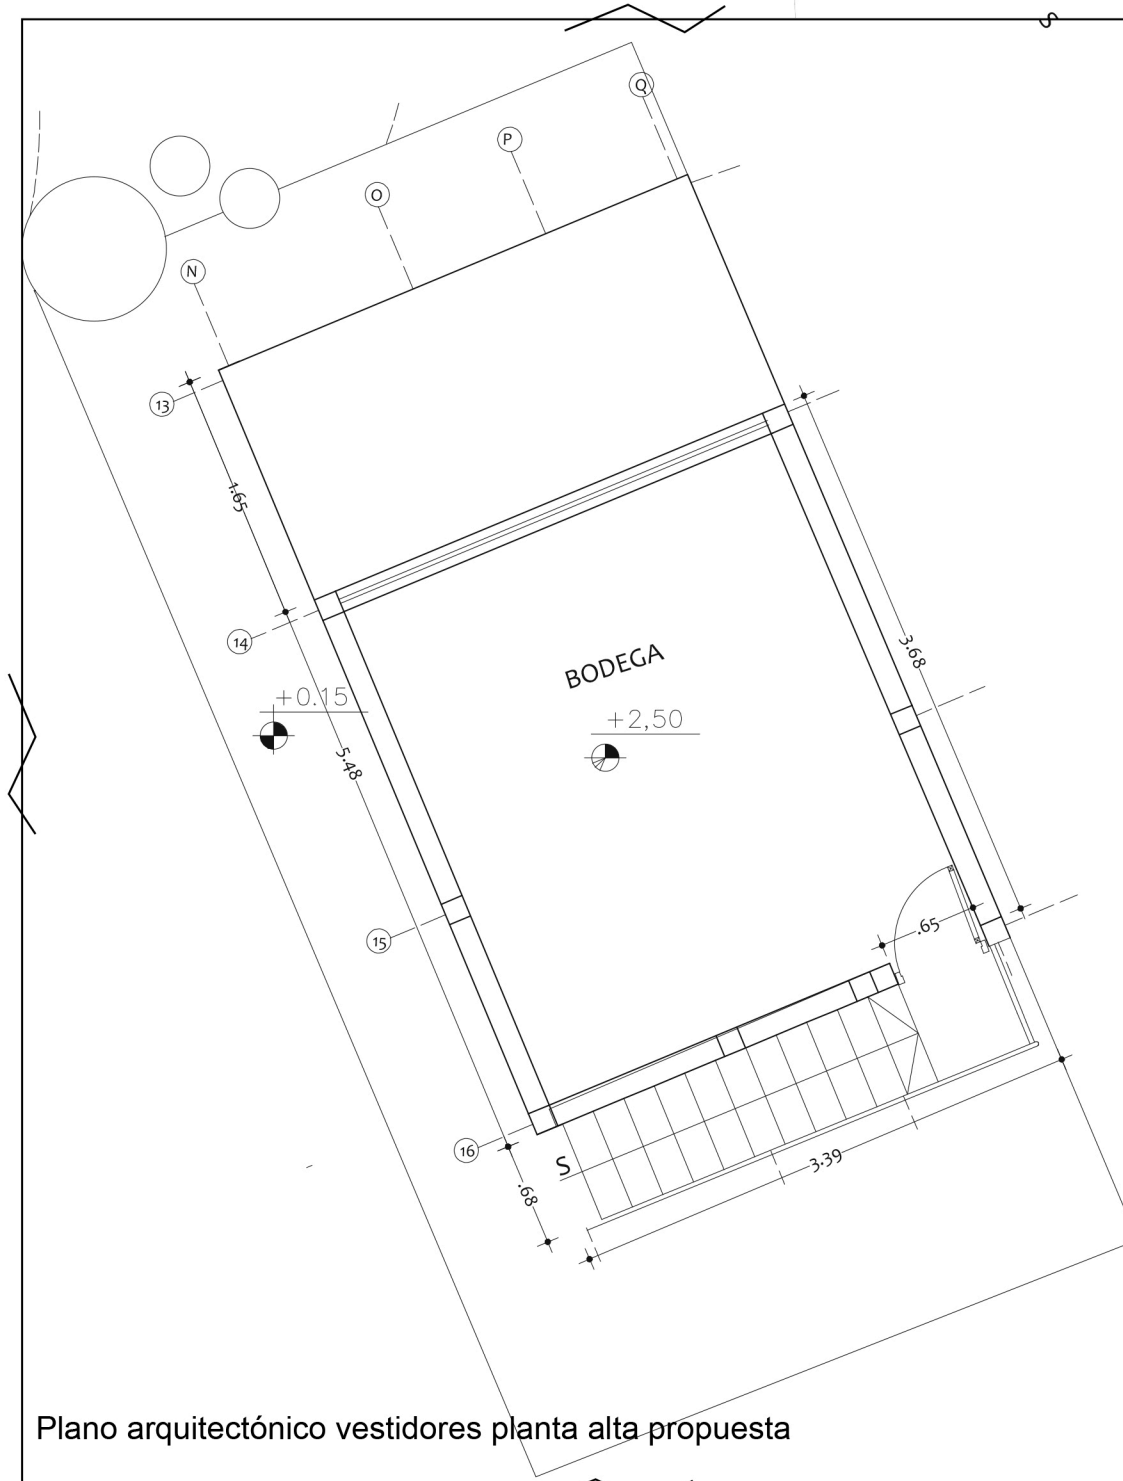 S
Q
P
O
N
13
1.65
14
3.68
BODEGA
+0.15
+2,50
5.48
15
.65
16
S
3.39
.68
Plano arquitectónico vestidores planta alta propuesta